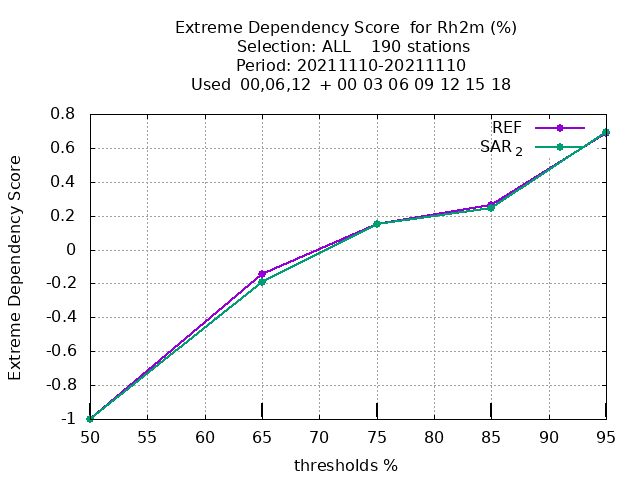 Extreme Dependency Score  for Rh2m (%)
Selection: ALL    190 stations
Period: 20211110-20211110
Used  00,06,12  + 00 03 06 09 12 15 18
REF
SAR 2
Extreme Dependency Score
0.8
0.6
0.4
0.2
0
-0.2
-0.4
-0.6
-0.8
-1
50 55 60 65 70 75 80 85 90 95
thresholds %